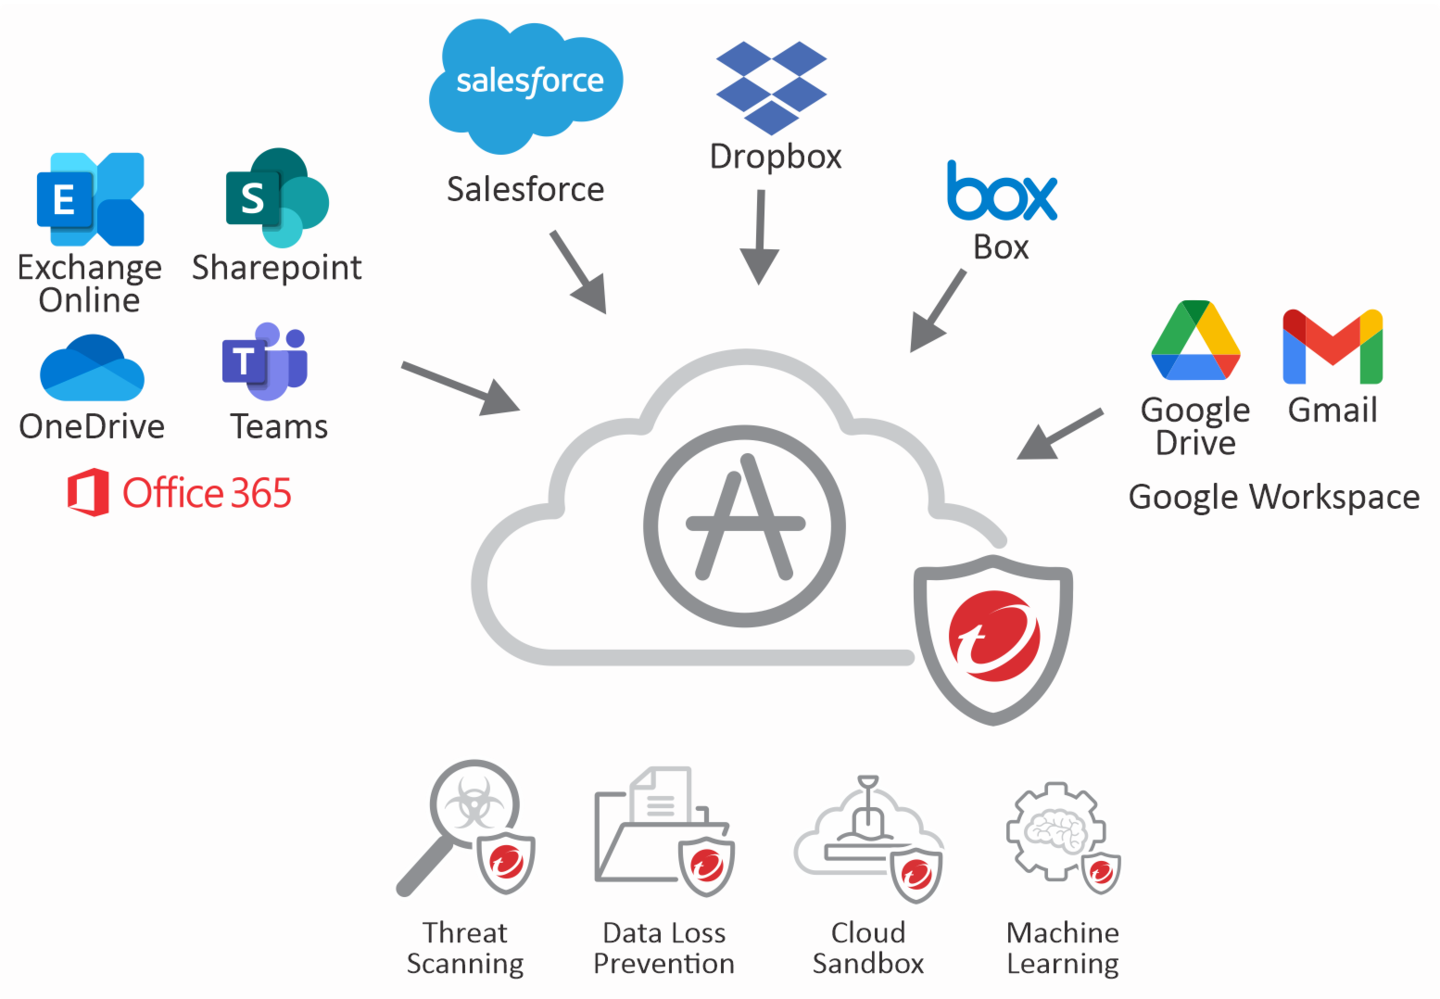 salesforce
Salesforce
Dropbox
box
Box
E
Exchange
Online
S
Sharepoint
OneDrive
T
Teams
Office 365
Google
Drive
Gmail
Google Workspace
A
Threat
Scanning
Data Loss
Prevention
Cloud
Sandbox
Machine
Learning